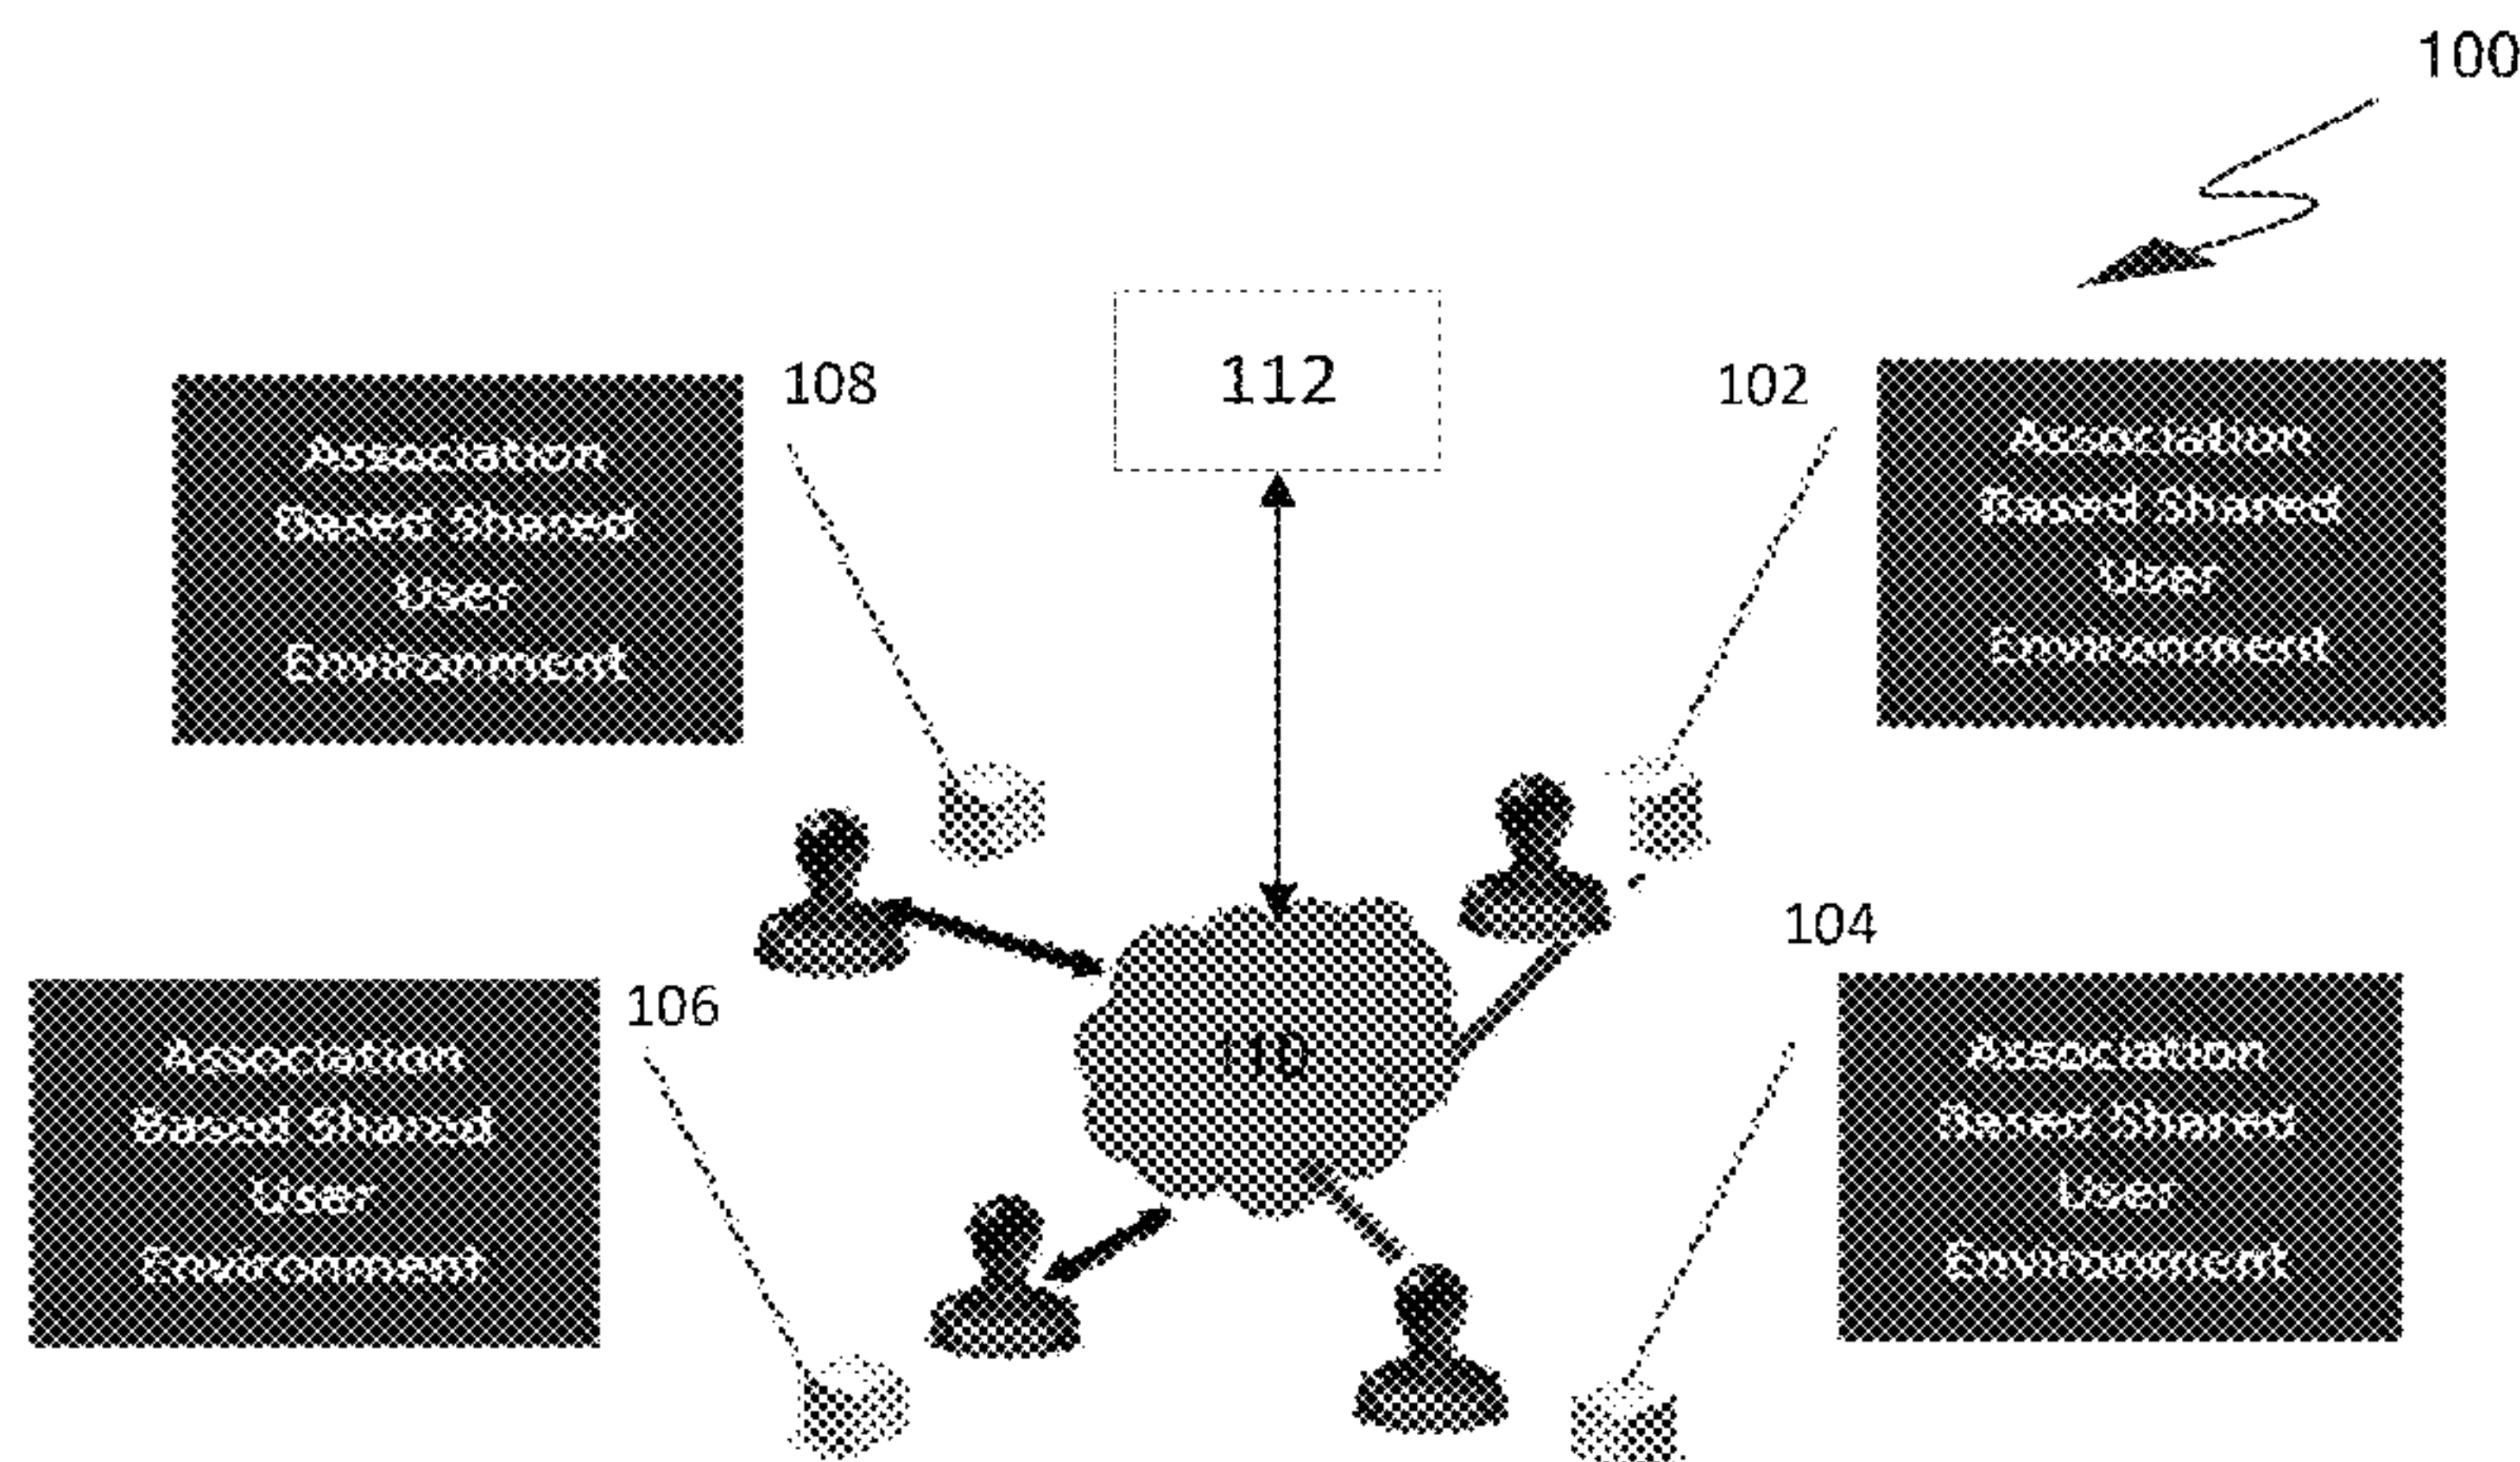 100
112
108
102
Association
Based Shared
User
Environment
Association
Based Shared
User
Environment
104
106
110
Association
Based Shared
User
Environment
Association
Based Shared
User
Environment